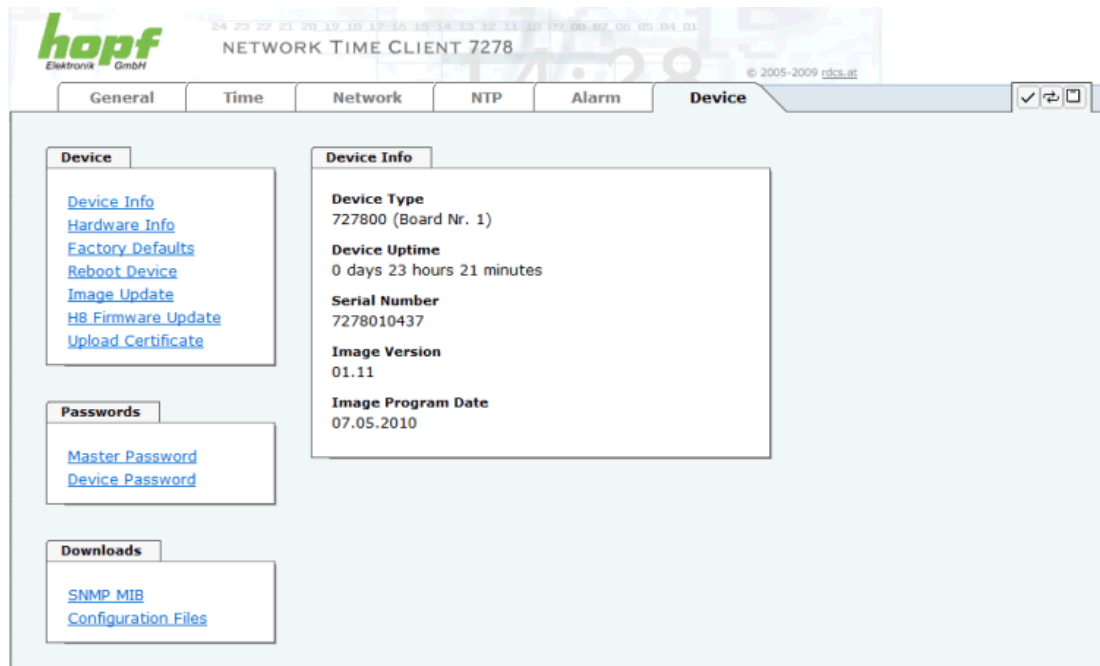 hopf
Elektronik GmbH
24 23 22 21 20 19 18 17 16 15 14 13 12 11 10 09 08 07 06 05 04 01
NETWORK TIME CLIENT 7278
14:28
© 2005-2009 rdcs.at
General Time Network NTP Alarm Device
Device
Device Info
Hardware Info
Factory Defaults
Reboot Device
Image Update
H8 Firmware Update
Upload Certificate
Passwords
Master Password
Device Password
Downloads
SNMP MIB
Configuration Files
Device Info
Device Type
727800 (Board Nr. 1)
Device Uptime
0 days 23 hours 21 minutes
Serial Number
7278010437
Image Version
01.11
Image Program Date
07.05.2010